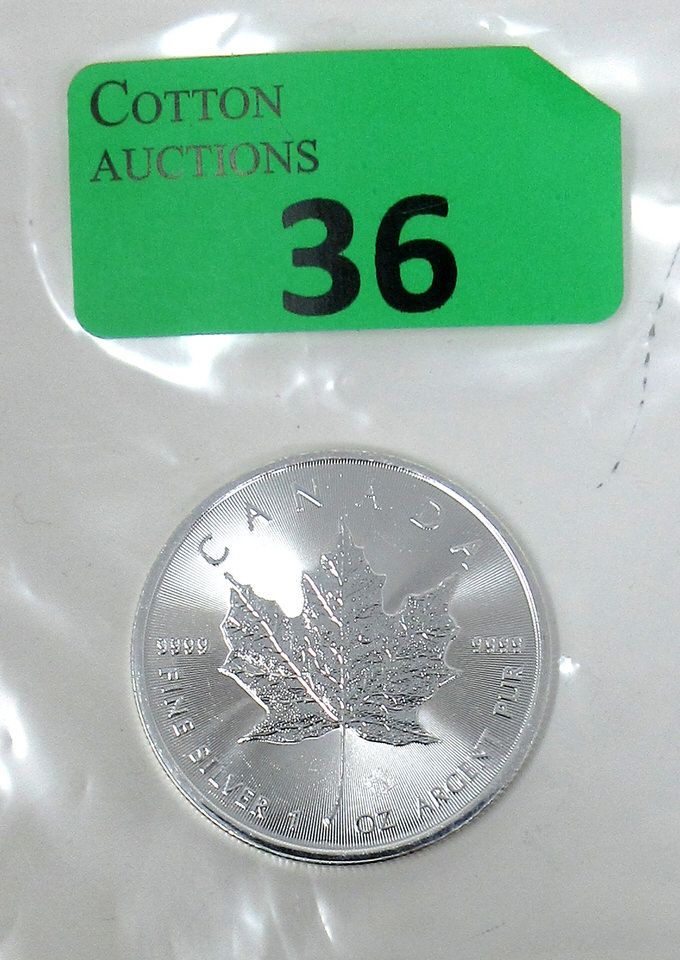 COTTON
AUCTIONS
36
CANADA
9999 9999
FINE SILVER 1 OZ ARGENT PUR